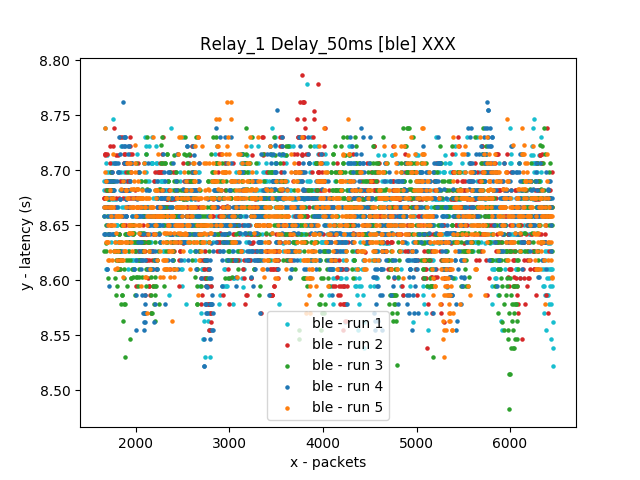 Relay_1 Delay_50ms [ble] XXX
y - latency (s)
8.80
8.75
8.70
8.65
8.60
8.55
8.50
ble - run 1
ble - run 2
ble - run 3
ble - run 4
ble - run 5
2000 3000 4000 5000 6000
x - packets